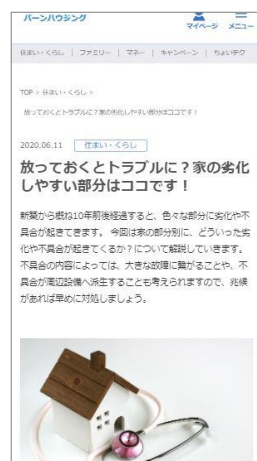 バーンハウジング
マイページ メニュー
住まい・くらし | ファミリー | マネー | キャンペーン | ちょいテク
TOP > 住まい・くらし >
放っておくとトラブルに？家の劣化しやすい部分はココです！
2020.06.11 住まい・くらし
放っておくとトラブルに？家の劣化
しやすい部分はココです！
新築から概ね10年前後経過すると、色々な部分に劣化や不
具合が起きてきます。 今回は家の部分別に、どういった劣
化や不具合が起きてくるか？について解説していきます。
不具合の内容によっては、大きな故障に繋がることや、不
具合が周辺設備へ派生することも考えられますので、兆候
があれば早めに対処しましょう。